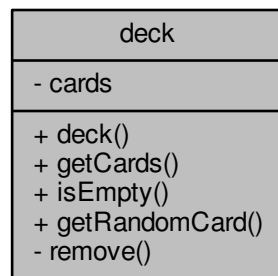 deck
- cards
+ deck()
+ getCards()
+ isEmpty()
+ getRandomCard()
- remove()